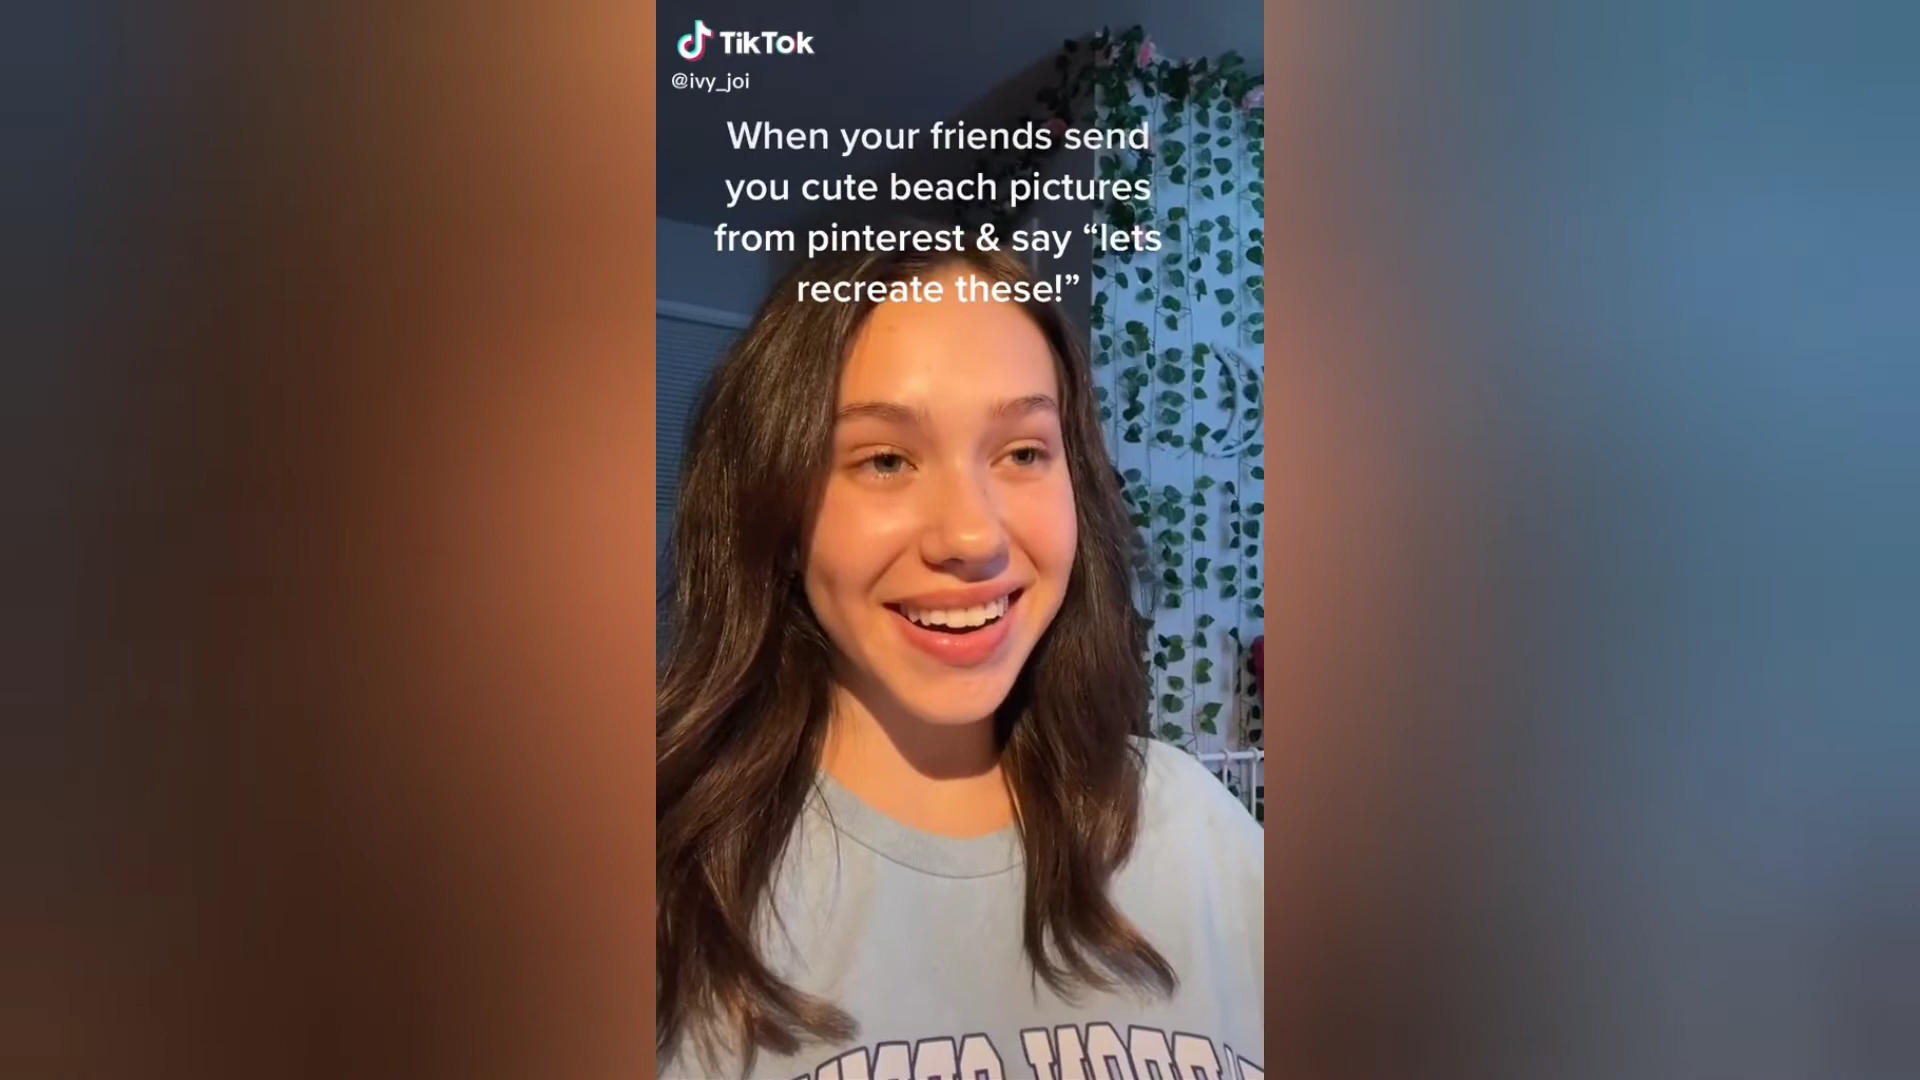 TikTok
@ivy_joi
When your friends send
you cute beach pictures
from pinterest & say “lets
recreate these!”